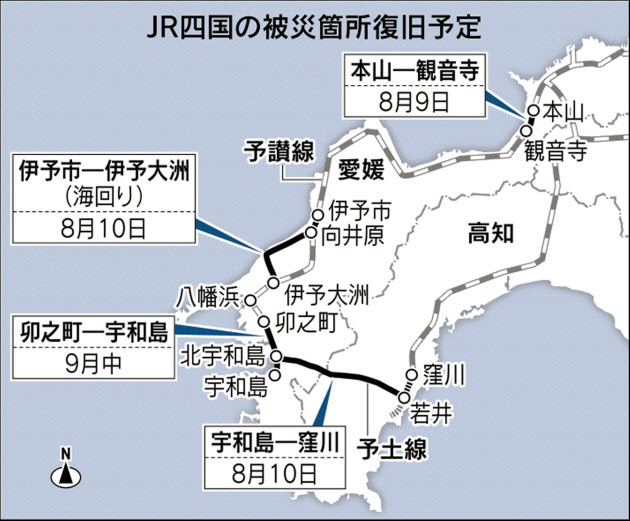 JR四国の被災箇所復旧予定
本山―観音寺
8月9日
本山
観音寺
予讃線
愛媛
伊予市―伊予大洲
(海回り)
8月10日
伊予市
向井原
高知
八幡浜
伊予大洲
卯之町
卯之町―宇和島
9月中
北宇和島
宇和島
窪川
若井
宇和島―窪川
8月10日
予土線
N